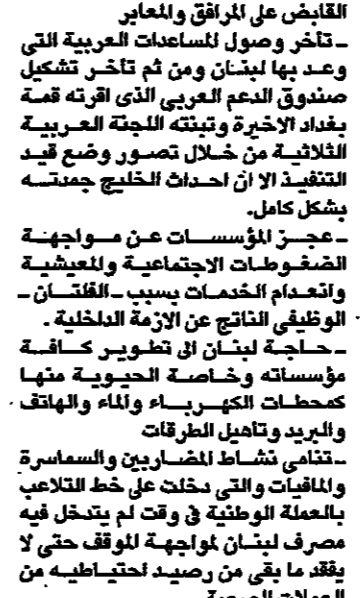 القابض على المرافق والمعابر
ـ تأخر وصول المساعدات العربية التي
وعد بها لبنان ومن ثم تأخر تشكيل
صندوق الدعم العربي الذي اقرته قمة
بغداد الاخيرة وتبنته اللجنة العربية
الثلاثية من خلال تصور وضع قيد
التنفيذ الا ان احداث الخليج جمدته
بشكل كامل.
ـ عجز المؤسسات عن مواجهة
الضغوطات الاجتماعية والمعيشية
وانعدام الخدمات بسبب ـ الفلتان ـ
الوظيفي الناتج عن الازمة الداخلية .
ـ حاجة لبنان الى تطوير كافة
مؤسساته وخاصة الحيوية منها
كمحطات الكهرباء والماء والهاتف
والبريد وتاهيل الطرقات
ـ تنامي نشاط المضاربين والسماسرة
والمافيات والتي دخلت على خط التلاعب
بالعملة الوطنية في وقت لم يتدخل فيه
مصرف لبنان لمواجهة الموقف حتى لا
يفقد ما بقي من رصيد احتياطيه من
العملات